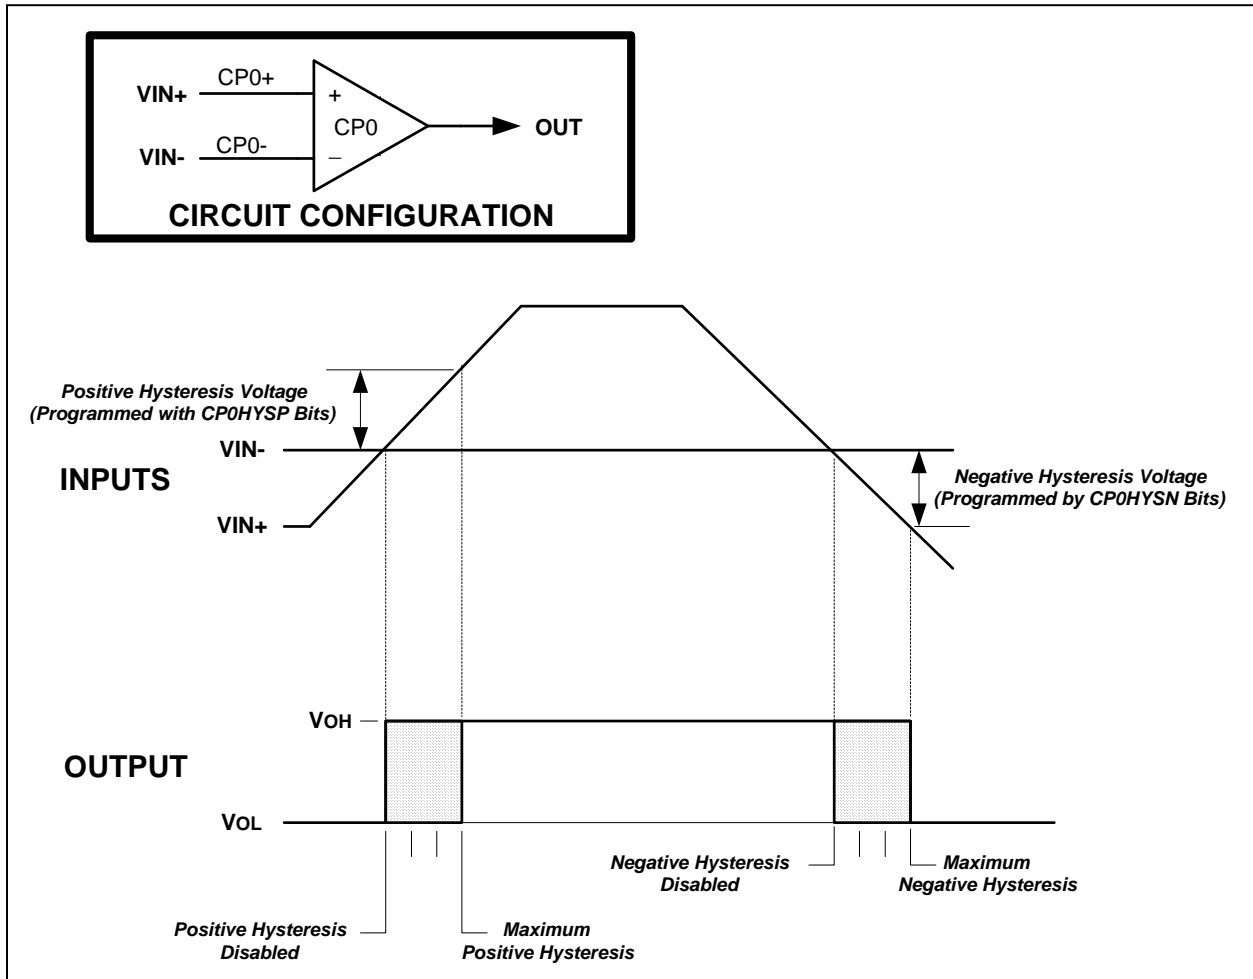 VIN+
CP0+
+
CP0
VIN-
CP0-
−
OUT
CIRCUIT CONFIGURATION
Positive Hysteresis Voltage
(Programmed with CP0HYSP Bits)
VIN-
INPUTS
VIN+
Negative Hysteresis Voltage
(Programmed by CP0HYSN Bits)
VOH
OUTPUT
VOL
Negative Hysteresis
Disabled
Maximum
Negative Hysteresis
Positive Hysteresis
Disabled
Maximum
Positive Hysteresis